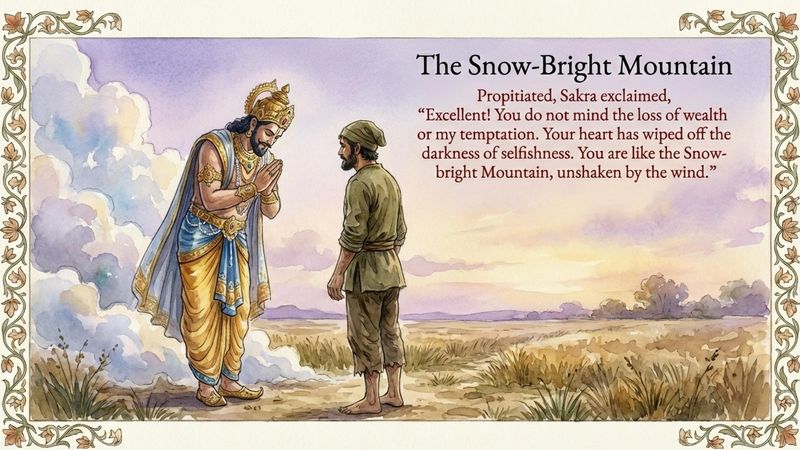 The Snow-Bright Mountain
Propitiated, Sakra exclaimed,
“Excellent! You do not mind the loss of wealth
or my temptation. Your heart has wiped off the
darkness of selfishness. You are like the Snow-
bright Mountain, unshaken by the wind.”